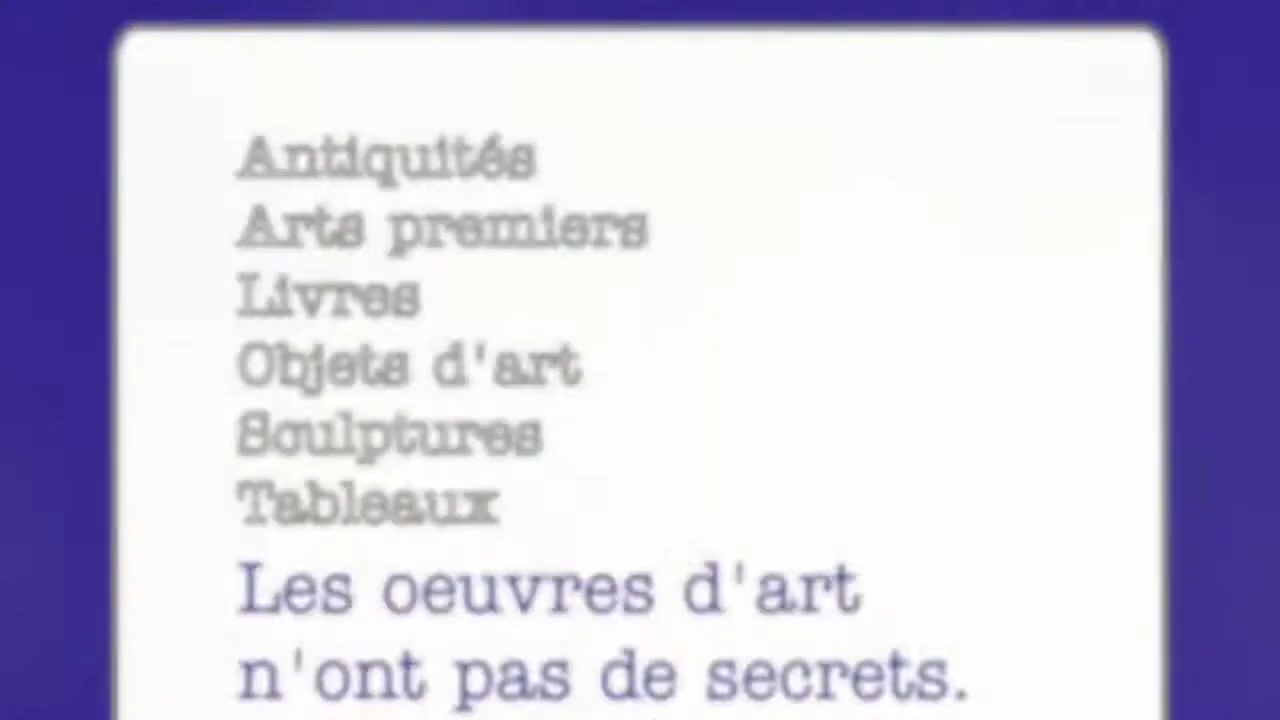 Antiquités
Arts premiers
Livres
Objets d'art
Sculptures
Tableaux
Les oeuvres d'art
n'ont pas de secrets.